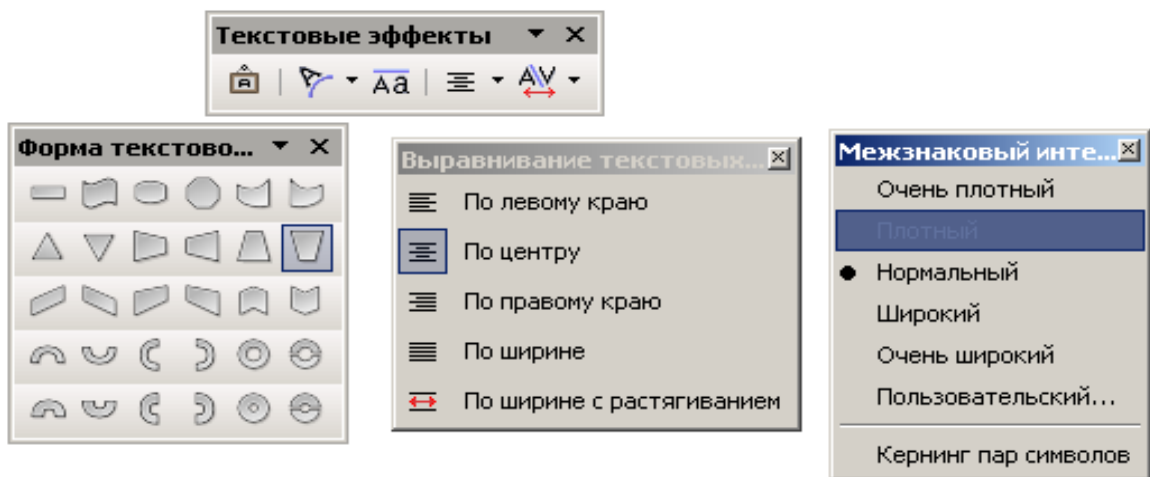 Текстовые эффекты
Форма текстово...
Выравнивание текстовых...
По левому краю
По центру
По правому краю
По ширине
По ширине с растягиванием
Межзнаковый инте...
Очень плотный
Плотный
Нормальный
Широкий
Очень широкий
Пользовательский...
Кернинг пар символов